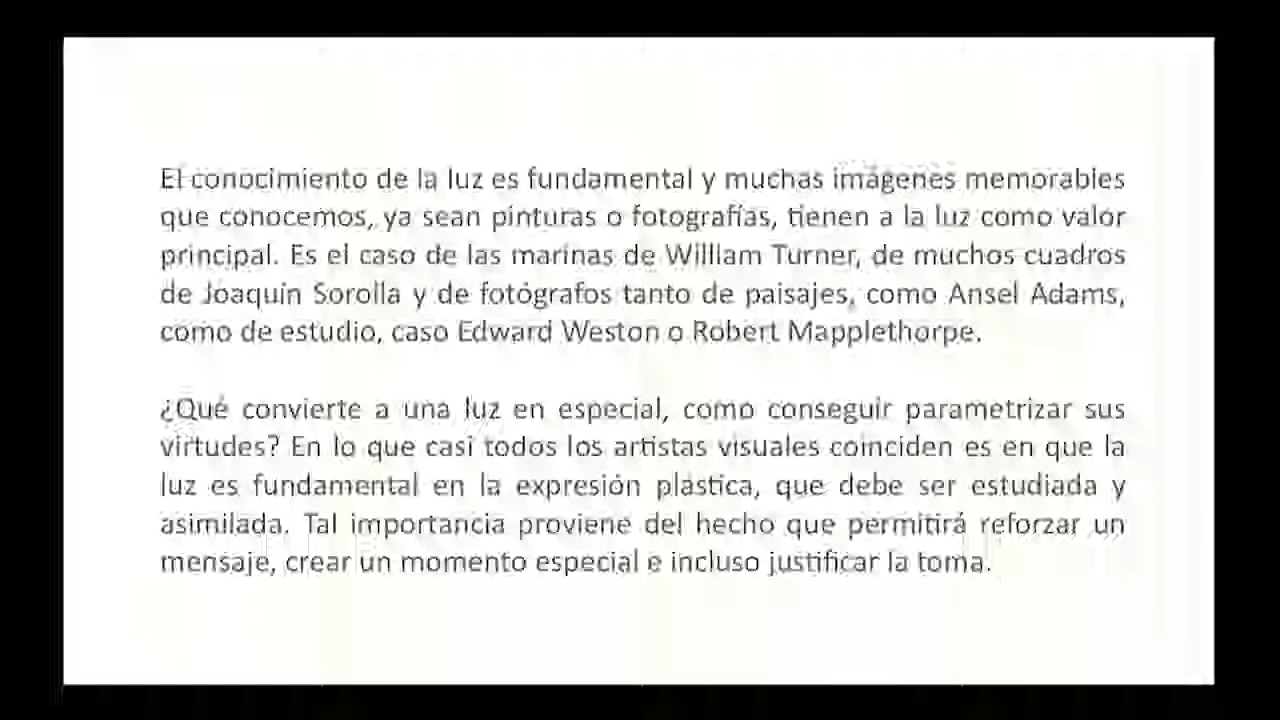 El conocimiento de la luz es fundamental y muchas imágenes memorables
que conocemos, ya sean pinturas o fotografías, tienen a la luz como valor
principal. Es el caso de las marinas de William Turner, de muchos cuadros
de Joaquín Sorolla y de fotógrafos tanto de paisajes, como Ansel Adams,
como de estudio, caso Edward Weston o Robert Mapplethorpe.
¿Qué convierte a una luz en especial, como conseguir parametrizar sus
virtudes? En lo que casi todos los artistas visuales coinciden es en que la
luz es fundamental en la expresión plástica, que debe ser estudiada y
asimilada. Tal importancia proviene del hecho que permitirá reforzar un
mensaje, crear un momento especial e incluso justificar la toma.